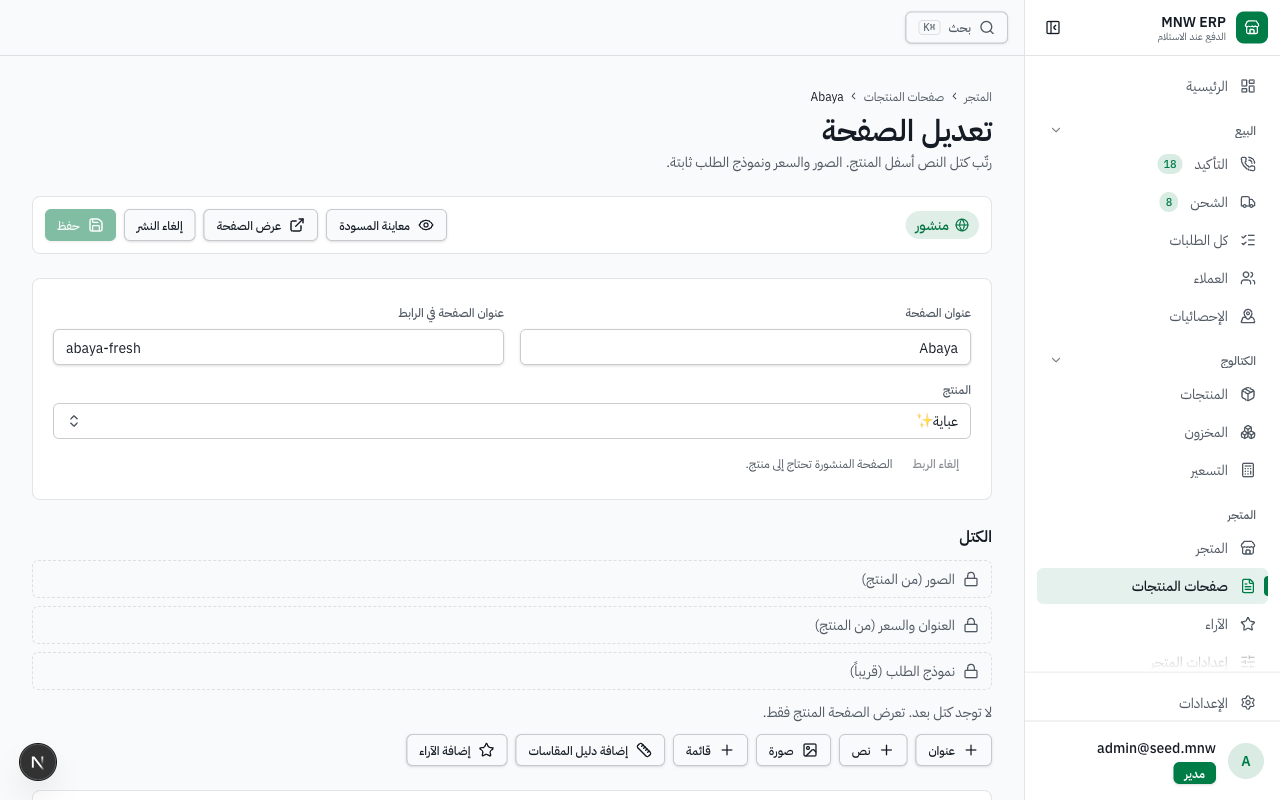 MNW ERP
الدفع عند الاستلام
بحث
⌘K
الرئيسية
البيع
التأكيد 18
الشحن 8
كل الطلبات
العملاء
الإحصائيات
الكتالوج
المنتجات
المخزون
التسعير
المتجر
المتجر
صفحات المنتجات
الآراء
إعدادات المتجر
الإعدادات
A
admin@seed.mnw
مدير
المتجر › صفحات المنتجات › Abaya
تعديل الصفحة
رتّب كتل النص أسفل المنتج. الصور والسعر ونموذج الطلب ثابتة.
منشور
معاينة المسودة
عرض الصفحة
إلغاء النشر
حفظ
عنوان الصفحة
Abaya
عنوان الصفحة في الرابط
abaya-fresh
المنتج
عباية✨
إلغاء الربط
الصفحة المنشورة تحتاج إلى منتج.
الكتل
الصور (من المنتج)
العنوان والسعر (من المنتج)
نموذج الطلب (قريباً)
لا توجد كتل بعد. تعرض الصفحة المنتج فقط.
عنوان
نص
صورة
قائمة
إضافة دليل المقاسات
إضافة الآراء
N